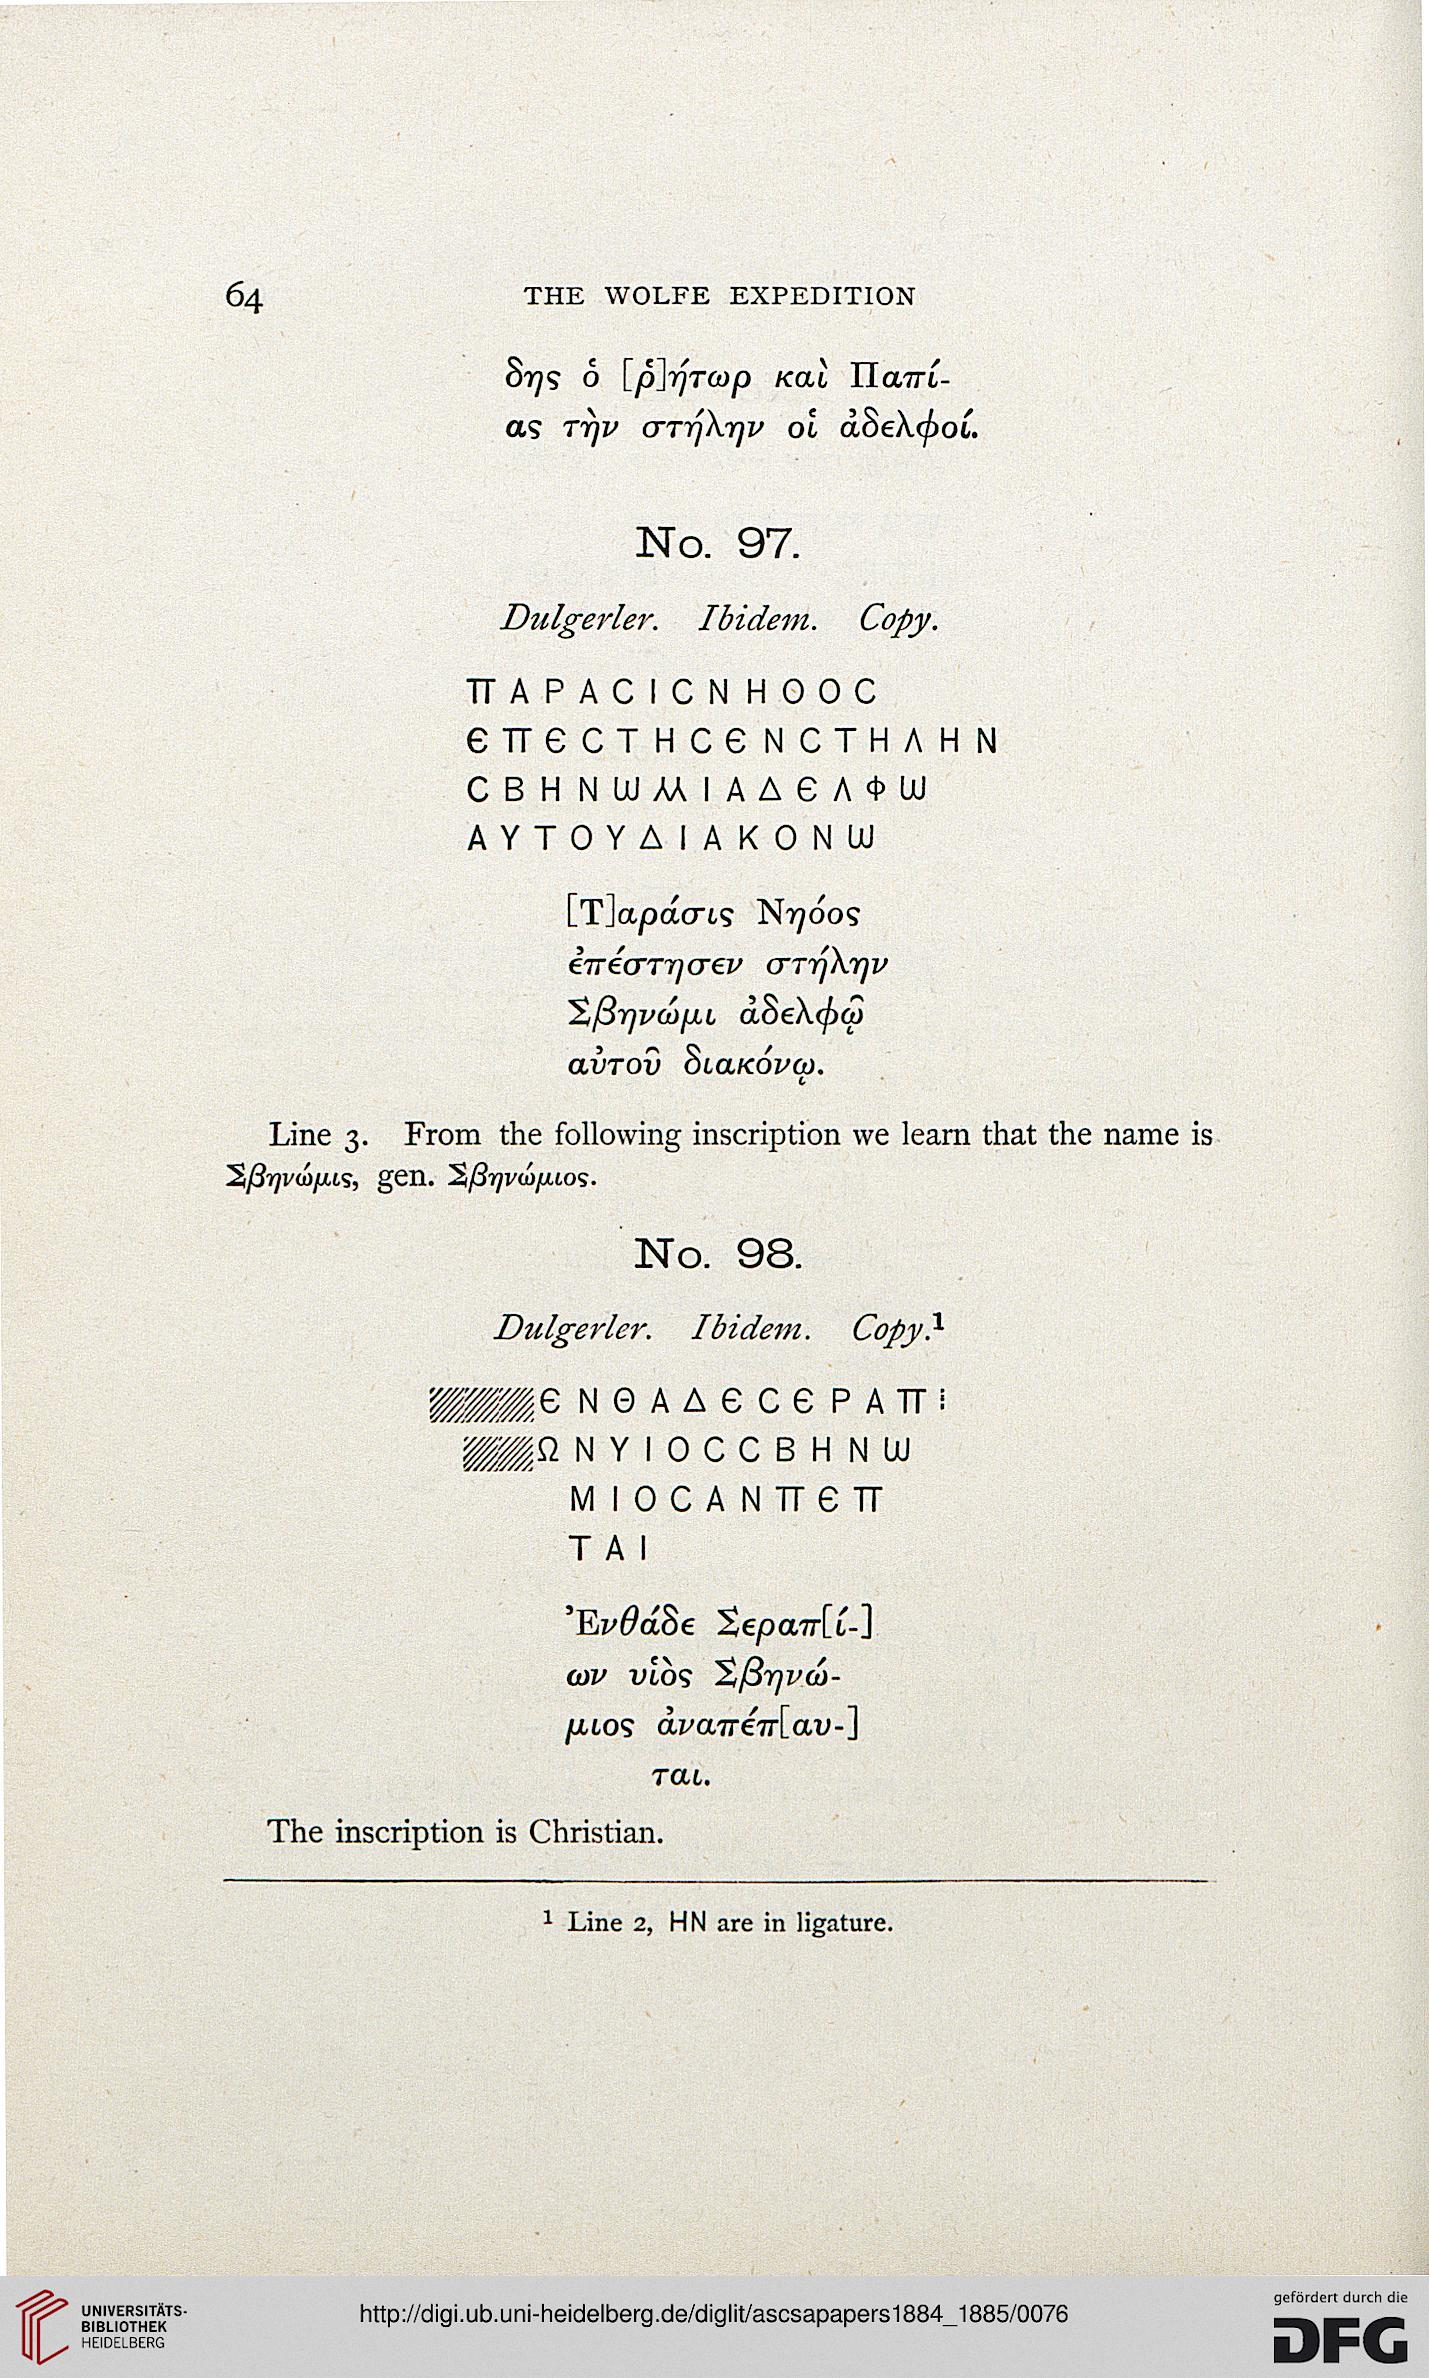 64 THE WOLFE EXPEDITION
δης ὁ [ῥ]ήτωρ καὶ Παπί-
ας τὴν στήλην οἱ ἀδελφοί.
No. 97.
Dulgerler. Ibidem. Copy.
ΠΑΡΑϹΙϹΝΗΟΟϹ
ЄΠЄϹΤΗϹЄΝϹΤΗΛΗΝ
ϹΒΗΝωΜΙΑΔЄΛΦω
ΑΥΤΟΥΔΙΑΚΟΝω
[Τ]αράσις Νηόος
ἐπέστησεν στήλην
Σβηνώμι ἀδελφῷ
αὐτοῦ διακόνῳ.
Line 3. From the following inscription we learn that the name is
Σβηνώμις, gen. Σβηνώμιος.
No. 98.
Dulgerler. Ibidem. Copy.¹
ЄΝΘΑΔЄϹЄΡΑΠ⁝
ΩΝΥΙΟϹϹΒΗΝω
ΜΙΟϹΑΝΠЄΠ
ΤΑΙ
Ἐνθάδε Σεραπ[ί-]
ων υἱὸς Σβηνώ-
μιος ἀναπέπ[αυ-]
ται.
The inscription is Christian.
¹ Line 2, HN are in ligature.
UNIVERSITÄTS-
BIBLIOTHEK
HEIDELBERG
http://digi.ub.uni-heidelberg.de/diglit/ascsapapers1884_1885/0076
gefördert durch die
DFG